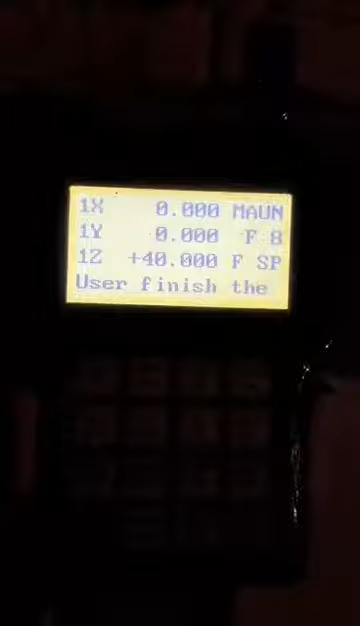 1X 0.000 MAUN
1Y 0.000 F 8
1Z +40.000 F SP
User finish the